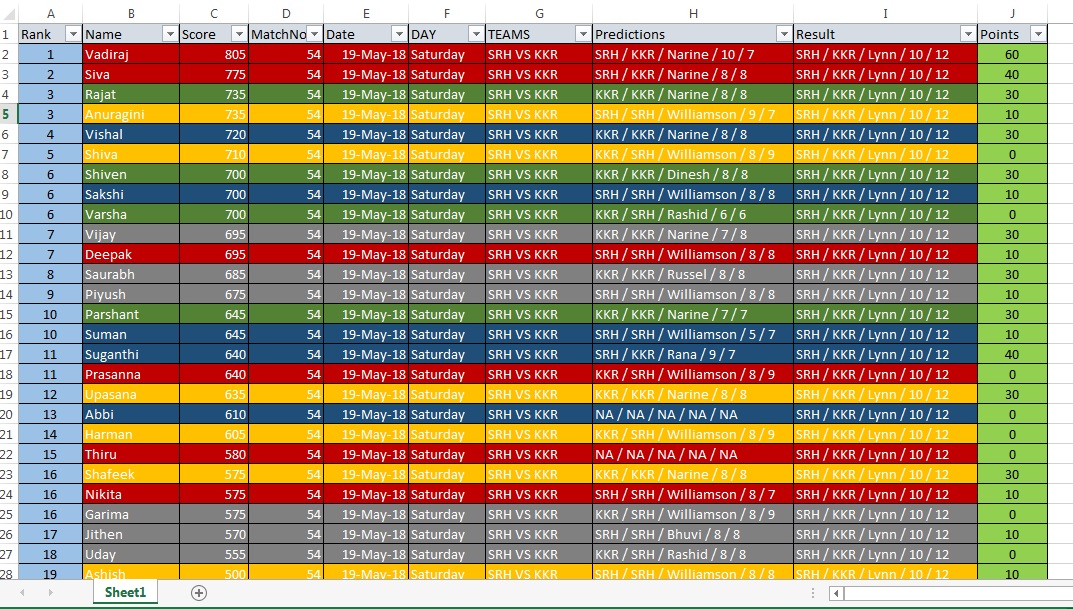 A B C D E F G H I J
1 Rank Name Score MatchNo Date DAY TEAMS Predictions Result Points
2 1 Vadiraj 805 54 19-May-18 Saturday SRH VS KKR SRH / KKR / Narine / 10 / 7 SRH / KKR / Lynn / 10 / 12 60
3 2 Siva 775 54 19-May-18 Saturday SRH VS KKR SRH / KKR / Narine / 8 / 8 SRH / KKR / Lynn / 10 / 12 40
4 3 Rajat 735 54 19-May-18 Saturday SRH VS KKR KKR / KKR / Narine / 8 / 8 SRH / KKR / Lynn / 10 / 12 30
5 3 Anuragini 735 54 19-May-18 Saturday SRH VS KKR SRH / SRH / Williamson / 9 / 7 SRH / KKR / Lynn / 10 / 12 10
6 4 Vishal 720 54 19-May-18 Saturday SRH VS KKR KKR / KKR / Narine / 8 / 8 SRH / KKR / Lynn / 10 / 12 30
7 5 Shiva 710 54 19-May-18 Saturday SRH VS KKR KKR / SRH / Williamson / 8 / 9 SRH / KKR / Lynn / 10 / 12 0
8 6 Shiven 700 54 19-May-18 Saturday SRH VS KKR KKR / KKR / Dinesh / 8 / 8 SRH / KKR / Lynn / 10 / 12 30
9 6 Sakshi 700 54 19-May-18 Saturday SRH VS KKR SRH / SRH / Williamson / 8 / 8 SRH / KKR / Lynn / 10 / 12 10
10 6 Varsha 700 54 19-May-18 Saturday SRH VS KKR KKR / SRH / Rashid / 6 / 6 SRH / KKR / Lynn / 10 / 12 0
11 7 Vijay 695 54 19-May-18 Saturday SRH VS KKR KKR / KKR / Narine / 7 / 8 SRH / KKR / Lynn / 10 / 12 30
12 7 Deepak 695 54 19-May-18 Saturday SRH VS KKR SRH / SRH / Williamson / 8 / 8 SRH / KKR / Lynn / 10 / 12 10
13 8 Saurabh 685 54 19-May-18 Saturday SRH VS KKR KKR / KKR / Russel / 8 / 8 SRH / KKR / Lynn / 10 / 12 30
14 9 Piyush 675 54 19-May-18 Saturday SRH VS KKR SRH / SRH / Williamson / 8 / 8 SRH / KKR / Lynn / 10 / 12 10
15 10 Parshant 645 54 19-May-18 Saturday SRH VS KKR KKR / KKR / Narine / 7 / 7 SRH / KKR / Lynn / 10 / 12 30
16 10 Suman 645 54 19-May-18 Saturday SRH VS KKR SRH / SRH / Williamson / 5 / 7 SRH / KKR / Lynn / 10 / 12 10
17 11 Suganthi 640 54 19-May-18 Saturday SRH VS KKR SRH / KKR / Rana / 9 / 7 SRH / KKR / Lynn / 10 / 12 40
18 11 Prasanna 640 54 19-May-18 Saturday SRH VS KKR KKR / SRH / Williamson / 8 / 9 SRH / KKR / Lynn / 10 / 12 0
19 12 Upasana 635 54 19-May-18 Saturday SRH VS KKR KKR / KKR / Narine / 8 / 8 SRH / KKR / Lynn / 10 / 12 30
20 13 Abbi 610 54 19-May-18 Saturday SRH VS KKR NA / NA / NA / NA / NA SRH / KKR / Lynn / 10 / 12 0
21 14 Harman 605 54 19-May-18 Saturday SRH VS KKR KKR / SRH / Williamson / 8 / 9 SRH / KKR / Lynn / 10 / 12 0
22 15 Thiru 580 54 19-May-18 Saturday SRH VS KKR NA / NA / NA / NA / NA SRH / KKR / Lynn / 10 / 12 0
23 16 Shafeek 575 54 19-May-18 Saturday SRH VS KKR KKR / KKR / Narine / 8 / 8 SRH / KKR / Lynn / 10 / 12 30
24 16 Nikita 575 54 19-May-18 Saturday SRH VS KKR SRH / SRH / Williamson / 8 / 7 SRH / KKR / Lynn / 10 / 12 10
25 16 Garima 575 54 19-May-18 Saturday SRH VS KKR KKR / SRH / Williamson / 8 / 9 SRH / KKR / Lynn / 10 / 12 0
26 17 Jithen 570 54 19-May-18 Saturday SRH VS KKR SRH / SRH / Bhuvi / 8 / 8 SRH / KKR / Lynn / 10 / 12 10
27 18 Uday 555 54 19-May-18 Saturday SRH VS KKR KKR / SRH / Rashid / 8 / 8 SRH / KKR / Lynn / 10 / 12 0
28 19 Ashish 500 54 19-May-18 Saturday SRH VS KKR SRH / SRH / Williamson / 8 / 8 SRH / KKR / Lynn / 10 / 12 10
Sheet1